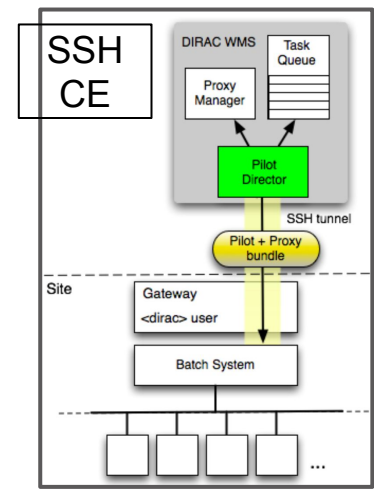 SSH
CE
DIRAC WMS
Task
Queue
Proxy
Manager
Pilot
Director
SSH tunnel
Pilot + Proxy
bundle
Site
Gateway
<dirac> user
Batch System
...